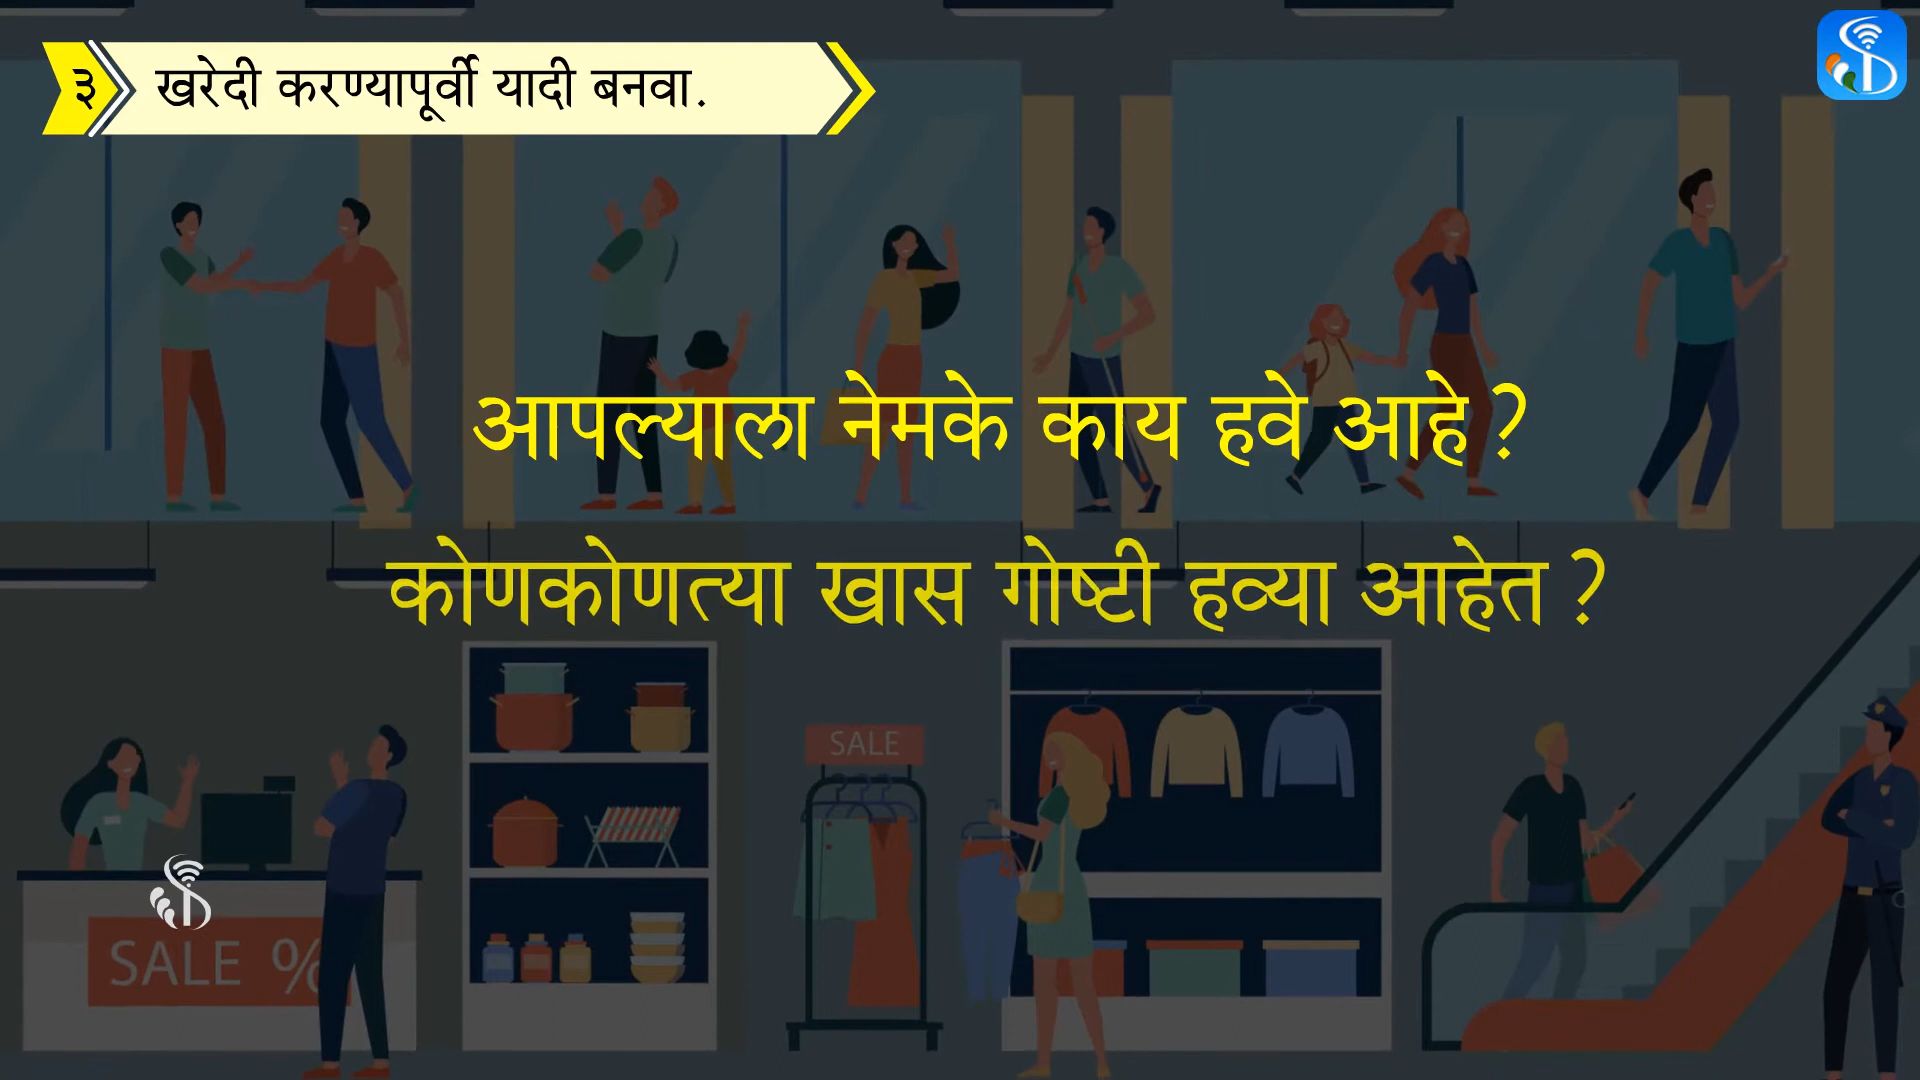 ३ खरेदी करण्यापूर्वी यादी बनवा.
आपल्याला नेमके काय हवे आहे?
कोणकोणत्या खास गोष्टी हव्या आहेत?
SALE
SALE %